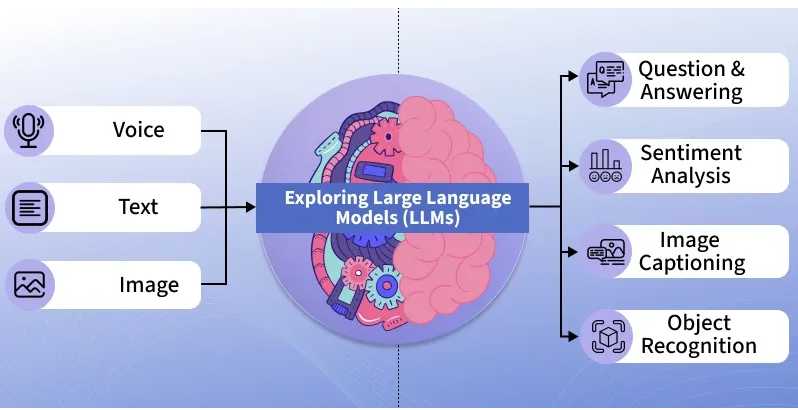 Voice
Text
Image
Exploring Large Language
Models (LLMs)
Question &
Answering
Sentiment
Analysis
Image
Captioning
Object
Recognition
Q
A